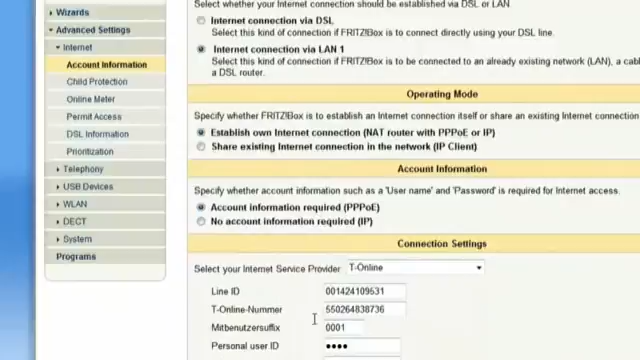 Wizards
Advanced Settings
Internet
Account Information
Child Protection
Online Meter
Permit Access
DSL Information
Prioritization
Telephony
USB Devices
WLAN
DECT
System
Programs
Select whether your Internet connection should be established via DSL or LAN
Internet connection via DSL
Select this kind of connection if FRITZ!Box is to connect directly using your DSL line.
Internet connection via LAN 1
Select this kind of connection if FRITZ!Box is to be connected to an already existing network (LAN), a cab
a DSL router.
Operating Mode
Specify whether FRITZ!Box is to establish an Internet connection itself or share an existing Internet connection
Establish own Internet connection (NAT router with PPPoE or IP)
Share existing Internet connection in the network (IP Client)
Account Information
Specify whether account information such as a 'User name' and 'Password' is required for Internet access.
Account information required (PPPoE)
No account information required (IP)
Connection Settings
Select your Internet Service Provider T-Online
Line ID 001424109531
T-Online-Nummer 550264838736
Mitbenutzersuffix 0001
Personal user ID ••••